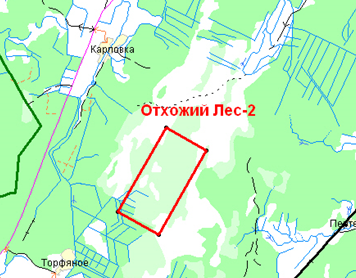 Карловка
Отхожий Лес-2
Торфяное